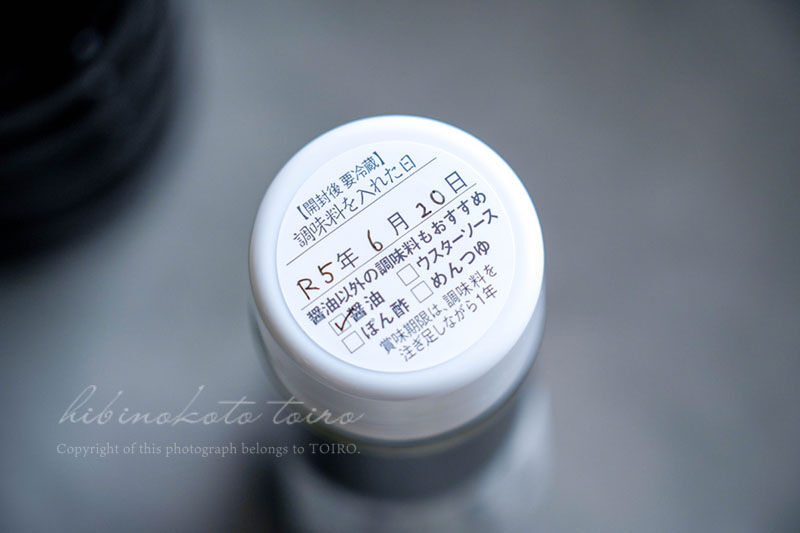 【開封後 要冷蔵】
調味料を入れた日
R5年 6月 20日
醤油以外の調味料もおすすめ
醤油 ウスターソース
ぽん酢 めんつゆ
賞味期限は、調味料を
注ぎ足しながら1年
hibinokoto toiro
Copyright of this photograph belongs to TOIRO.